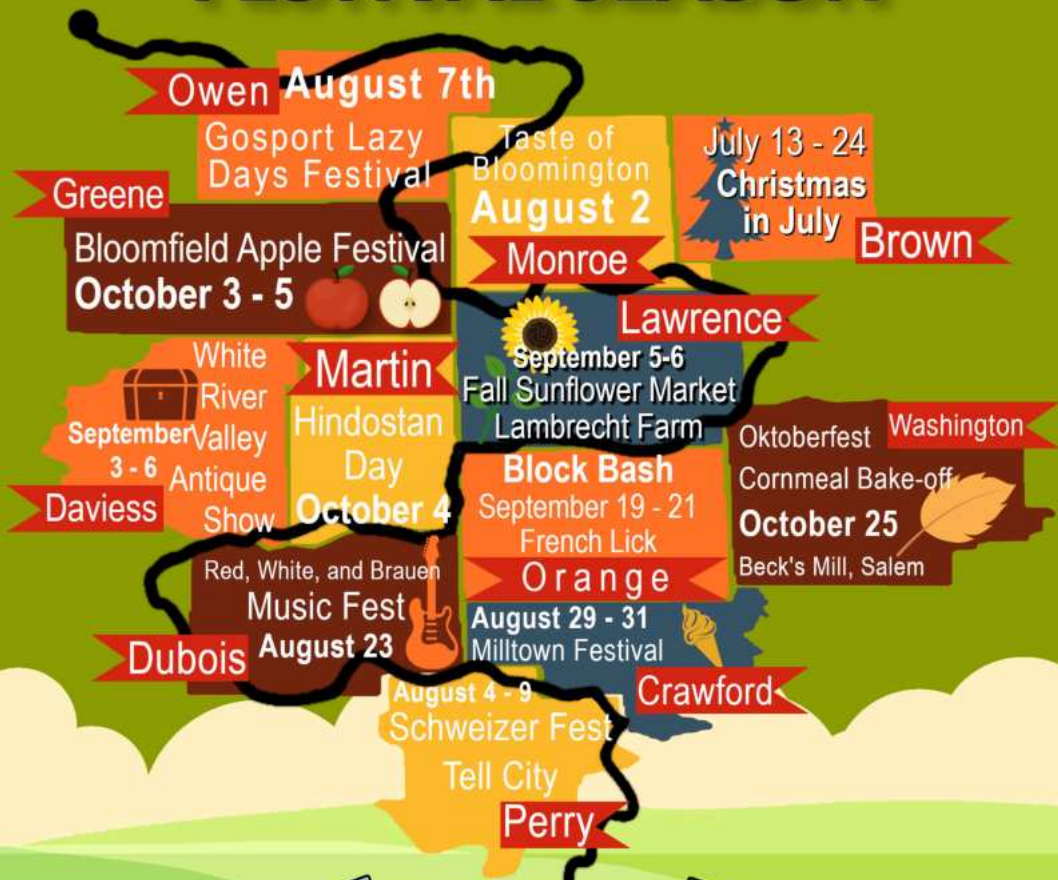 FESTIVAL SEASON
Owen
August 7th
Gosport Lazy
Days Festival
Taste of
Bloomington
August 2
Monroe
July 13 - 24
Christmas
in July
Brown
Greene
Bloomfield Apple Festival
October 3 - 5
Lawrence
September 5-6
Fall Sunflower Market
Lambrecht Farm
White
River
Valley
Antique
Show
September
3 - 6
Daviess
Martin
Hindostan
Day
October 4
Washington
Oktoberfest
Cornmeal Bake-off
October 25
Beck's Mill, Salem
Block Bash
September 19 - 21
French Lick
Orange
Red, White, and Brauen
Music Fest
August 23
Dubois
August 29 - 31
Milltown Festival
Crawford
August 4 - 9
Schweizer Fest
Tell City
Perry